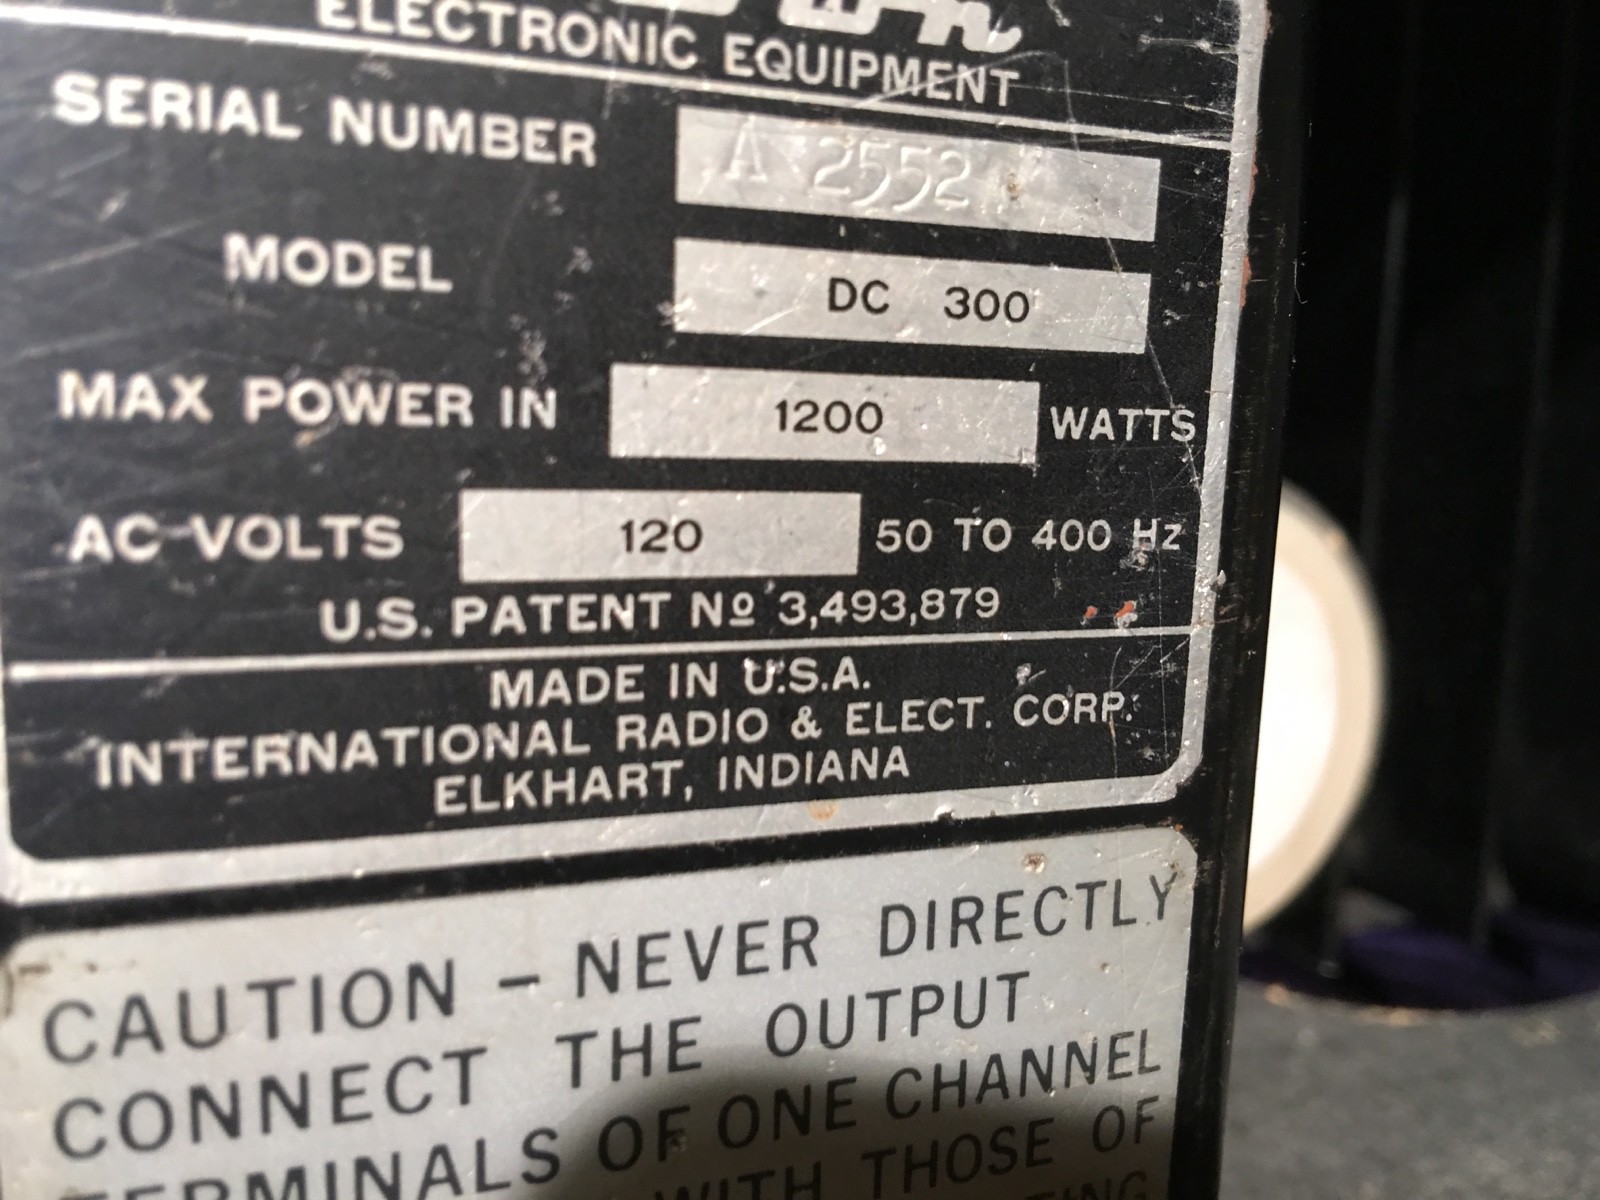 ELECTRONIC EQUIPMENT
SERIAL NUMBER A 2552
MODEL DC 300
MAX POWER IN 1200 WATTS
AC VOLTS 120 50 TO 400 Hz
U.S. PATENT Nº 3,493,879
MADE IN U.S.A.
INTERNATIONAL RADIO & ELECT. CORP.
ELKHART, INDIANA
CAUTION – NEVER DIRECTLY
CONNECT THE OUTPUT
TERMINALS OF ONE CHANNEL
WITH THOSE OF